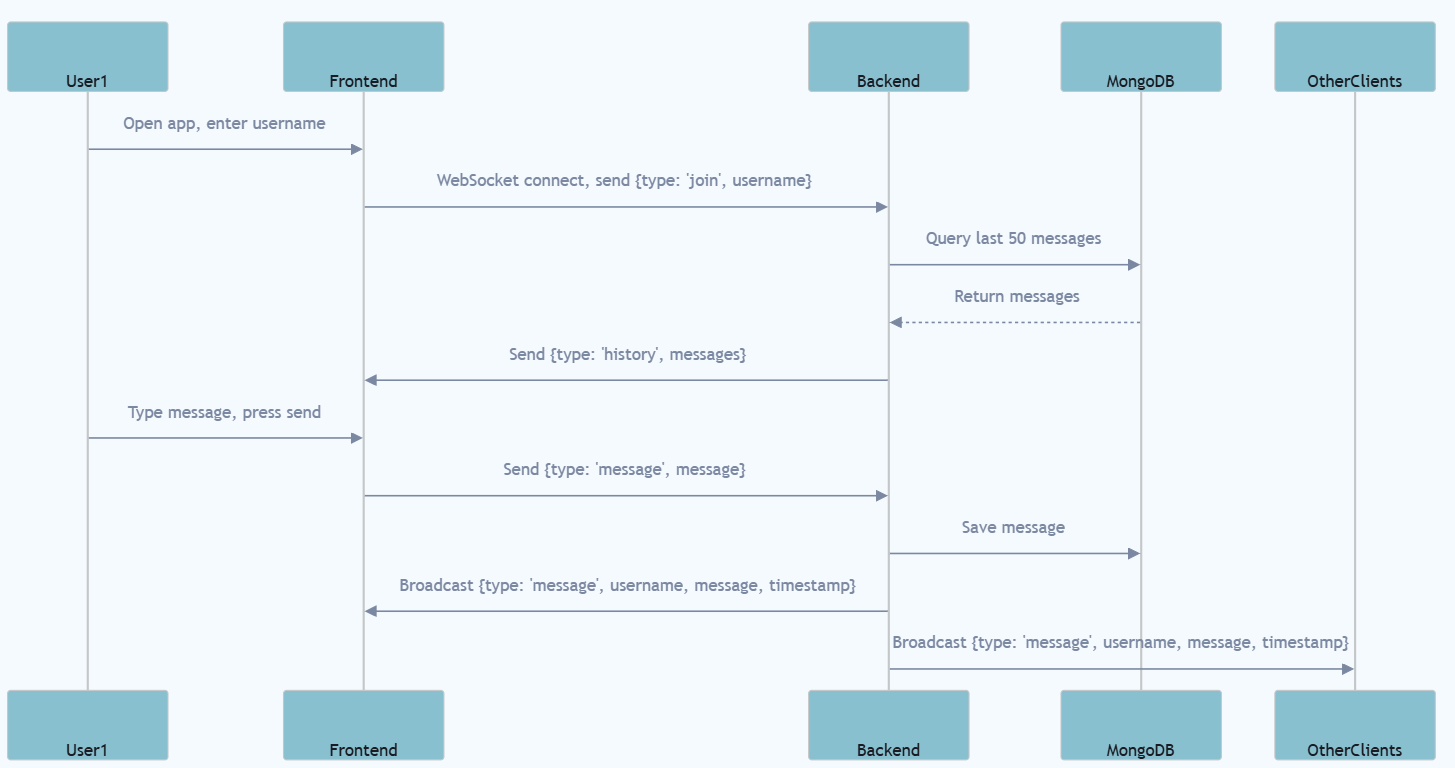 User1
Frontend
Backend
MongoDB
OtherClients
Open app, enter username
WebSocket connect, send {type: 'join', username}
Query last 50 messages
Return messages
Send {type: 'history', messages}
Type message, press send
Send {type: 'message', message}
Save message
Broadcast {type: 'message', username, message, timestamp}
Broadcast {type: 'message', username, message, timestamp}
User1
Frontend
Backend
MongoDB
OtherClients